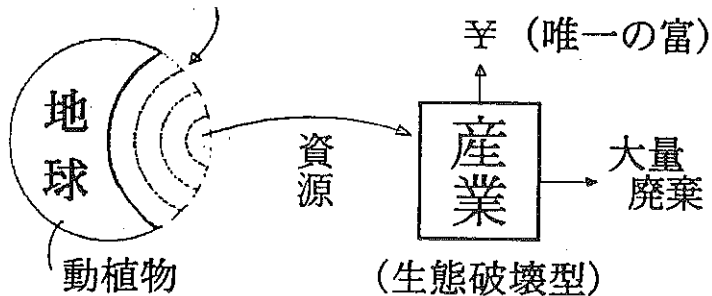 ¥ (唯一の富)
地球
資源
産業
大量
廃棄
動植物
(生態破壊型)